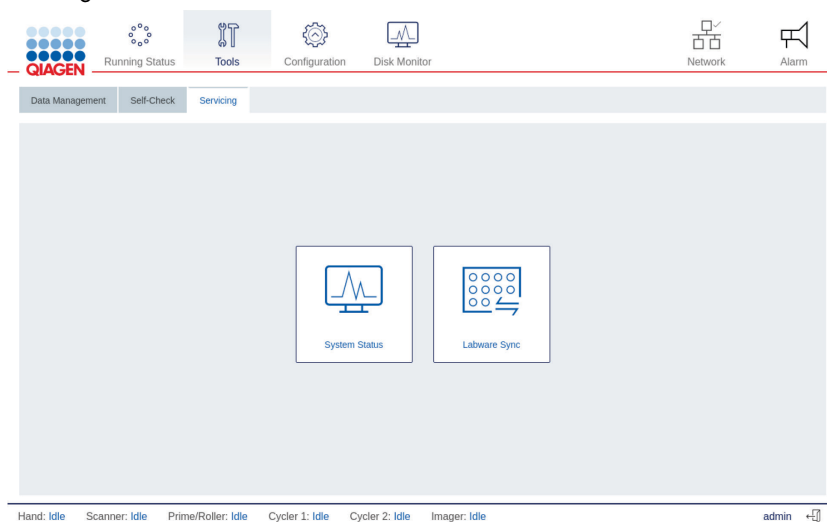 QIAGEN
Running Status
Tools
Configuration
Disk Monitor
Network
Alarm
Data Management
Self-Check
Servicing
System Status
Labware Sync
Hand: Idle Scanner: Idle Prime/Roller: Idle Cycler 1: Idle Cycler 2: Idle Imager: Idle admin